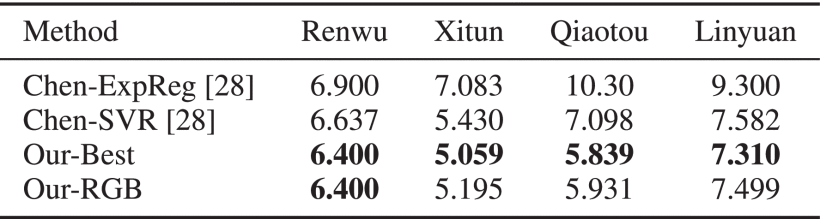 Method Renwu Xitun Qiaotou Linyuan
Chen-ExpReg [28] 6.900 7.083 10.30 9.300
Chen-SVR [28] 6.637 5.430 7.098 7.582
Our-Best 6.400 5.059 5.839 7.310
Our-RGB 6.400 5.195 5.931 7.499